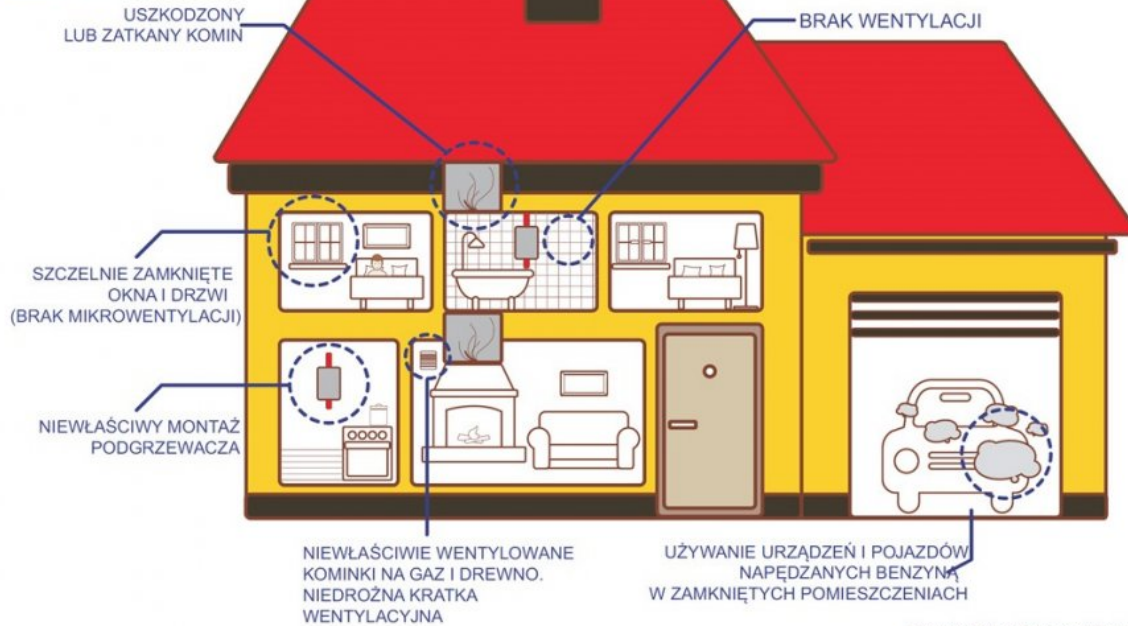 USZKODZONY
LUB ZATKANY KOMIN
BRAK WENTYLACJI
SZCZELNIE ZAMKNIĘTE
OKNA I DRZWI
(BRAK MIKROWENTYLACJI)
NIEWŁAŚCIWY MONTAŻ
PODGRZEWACZA
NIEWŁAŚCIWIE WENTYLOWANE
KOMINKI NA GAZ I DREWNO.
NIEDROŻNA KRATKA
WENTYLACYJNA
UŻYWANIE URZĄDZEŃ I POJAZDÓW
NAPĘDZANYCH BENZYNĄ
W ZAMKNIĘTYCH POMIESZCZENIACH